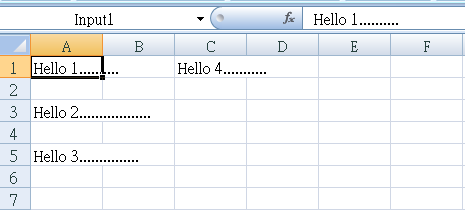 Input1 fx Hello 1..........
A B C D E F
1 Hello 1.......... Hello 4...........
2
3 Hello 2..................
4
5 Hello 3...............
6
7